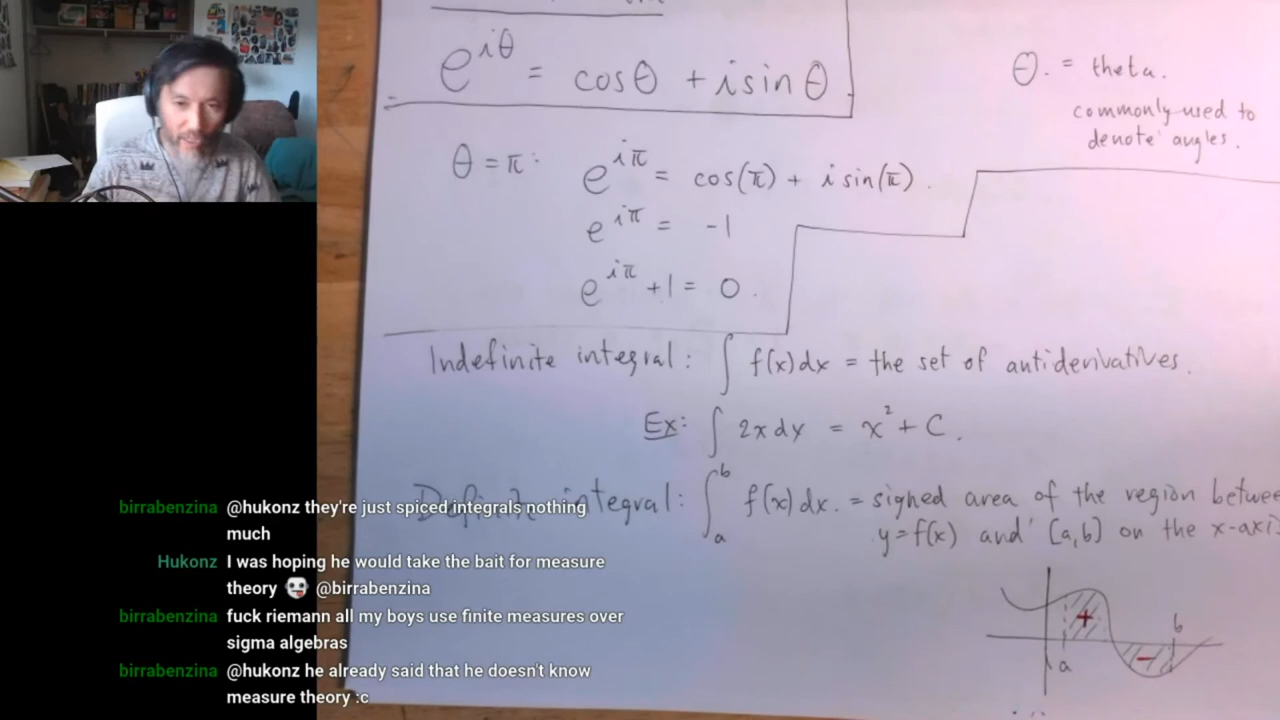 e^{iθ} = cosθ + i sinθ
θ. = theta.
commonly used to
denote angles.
θ = π: e^{iπ} = cos(π) + i sin(π).
e^{iπ} = -1
e^{iπ} + 1 = 0.
Indefinite integral: ∫ f(x) dx = the set of antiderivatives.
Ex: ∫ 2x dx = x² + C.
Definite integral: ∫_a^b f(x) dx. = signed area of the region betwee
y=f(x) and [a,b] on the x-axi
+
b
a
-
birrabenzina @hukonz they're just spiced integrals nothing
much
Hukonz I was hoping he would take the bait for measure
theory @birrabenzina
birrabenzina fuck riemann all my boys use finite measures over
sigma algebras
birrabenzina @hukonz he already said that he doesn't know
measure theory :c